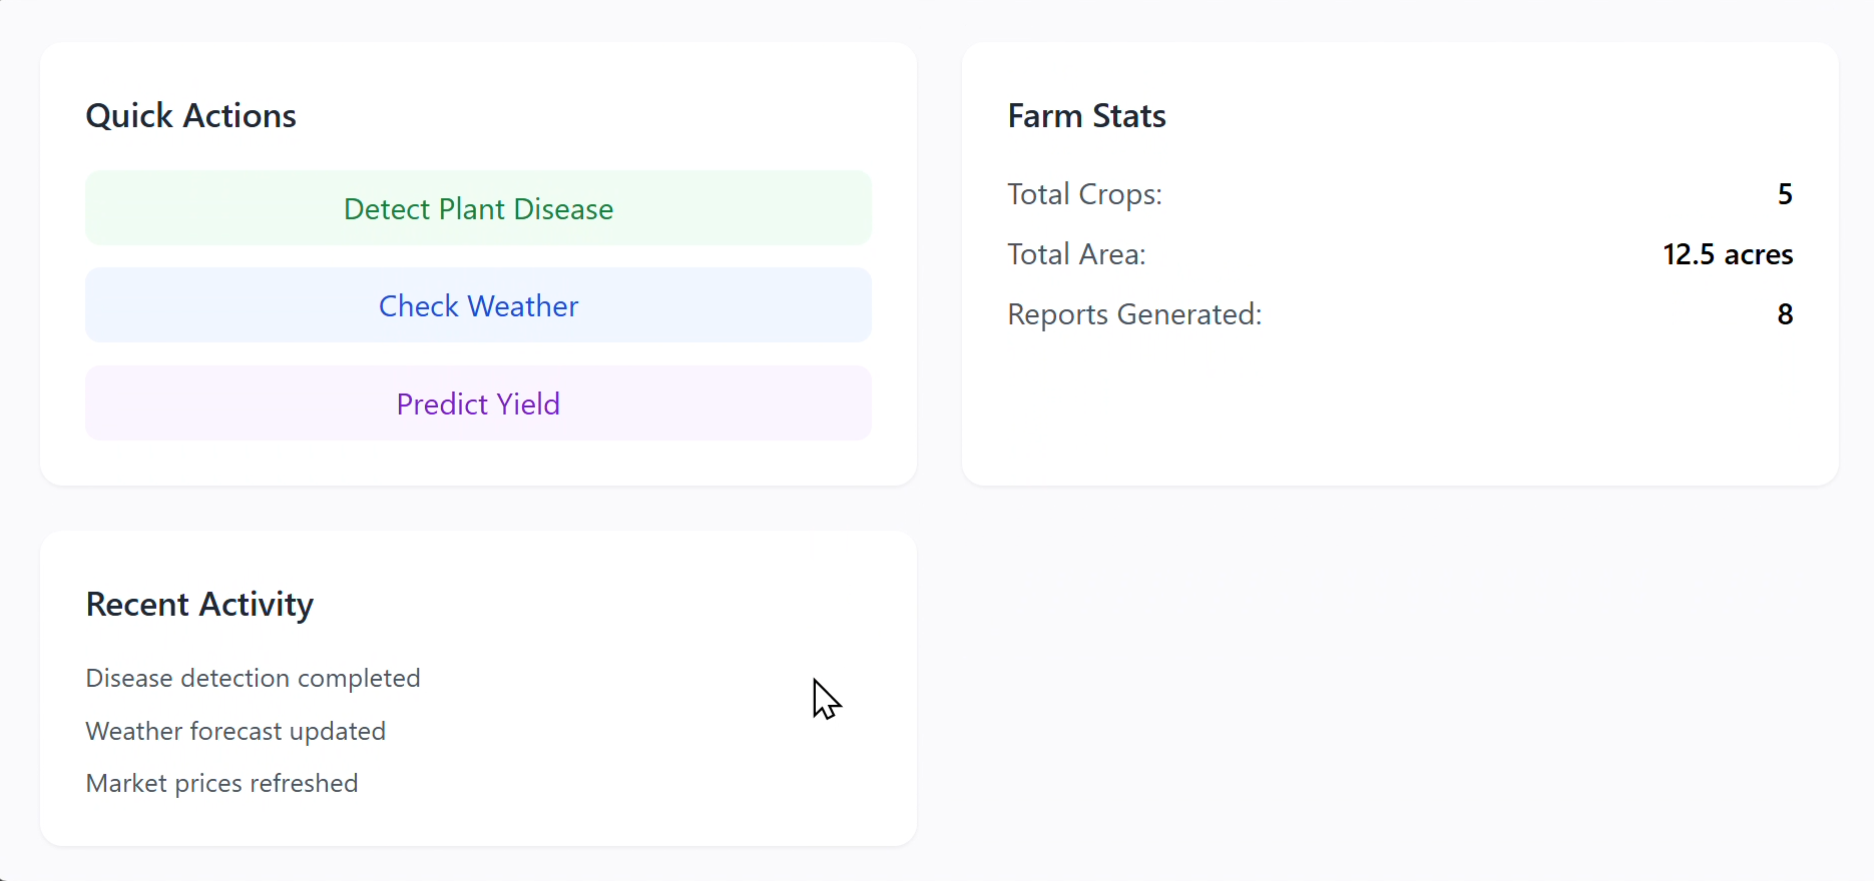 Quick Actions
Detect Plant Disease
Check Weather
Predict Yield
Farm Stats
Total Crops: 5
Total Area: 12.5 acres
Reports Generated: 8
Recent Activity
Disease detection completed
Weather forecast updated
Market prices refreshed